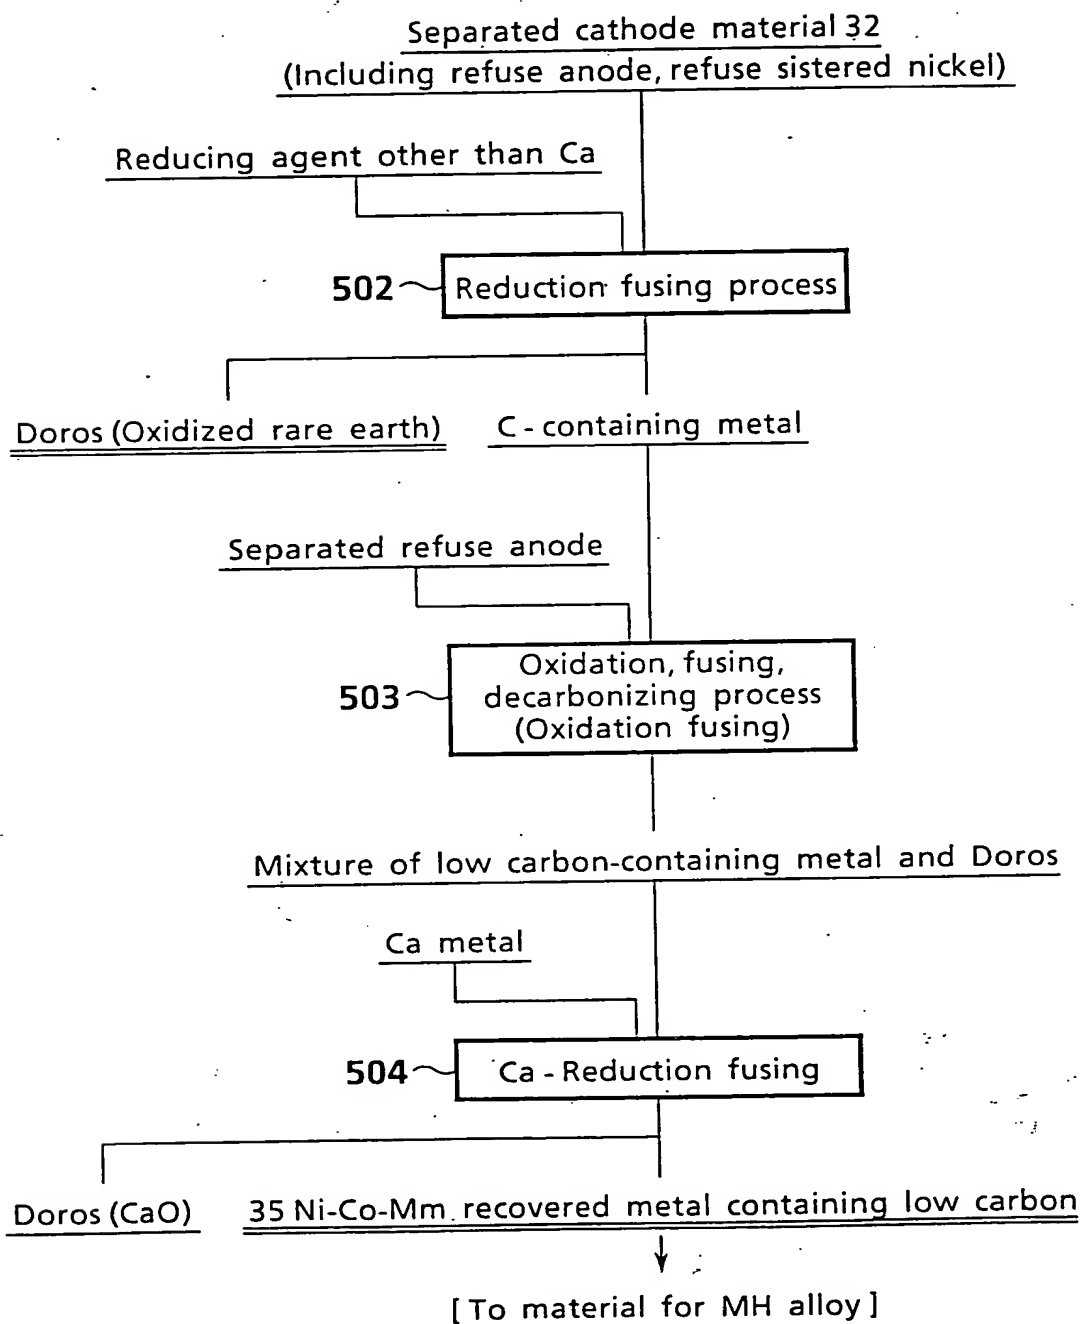 Separated cathode material 32
(Including refuse anode, refuse sistered nickel)
Reducing agent other than Ca
502
Reduction fusing process
Doros (Oxidized rare earth)
C - containing metal
Separated refuse anode
503
Oxidation, fusing,
decarbonizing process
(Oxidation fusing)
Mixture of low carbon-containing metal and Doros
Ca metal
504
Ca - Reduction fusing
Doros (CaO)
35 Ni-Co-Mm recovered metal containing low carbon
[ To material for MH alloy ]